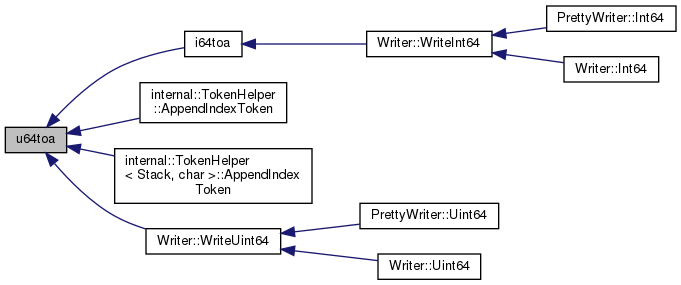 PrettyWriter::Int64
i64toa
Writer::WriteInt64
Writer::Int64
internal::TokenHelper
::AppendIndexToken
u64toa
internal::TokenHelper
< Stack, char >::AppendIndex
Token
PrettyWriter::Uint64
Writer::WriteUint64
Writer::Uint64